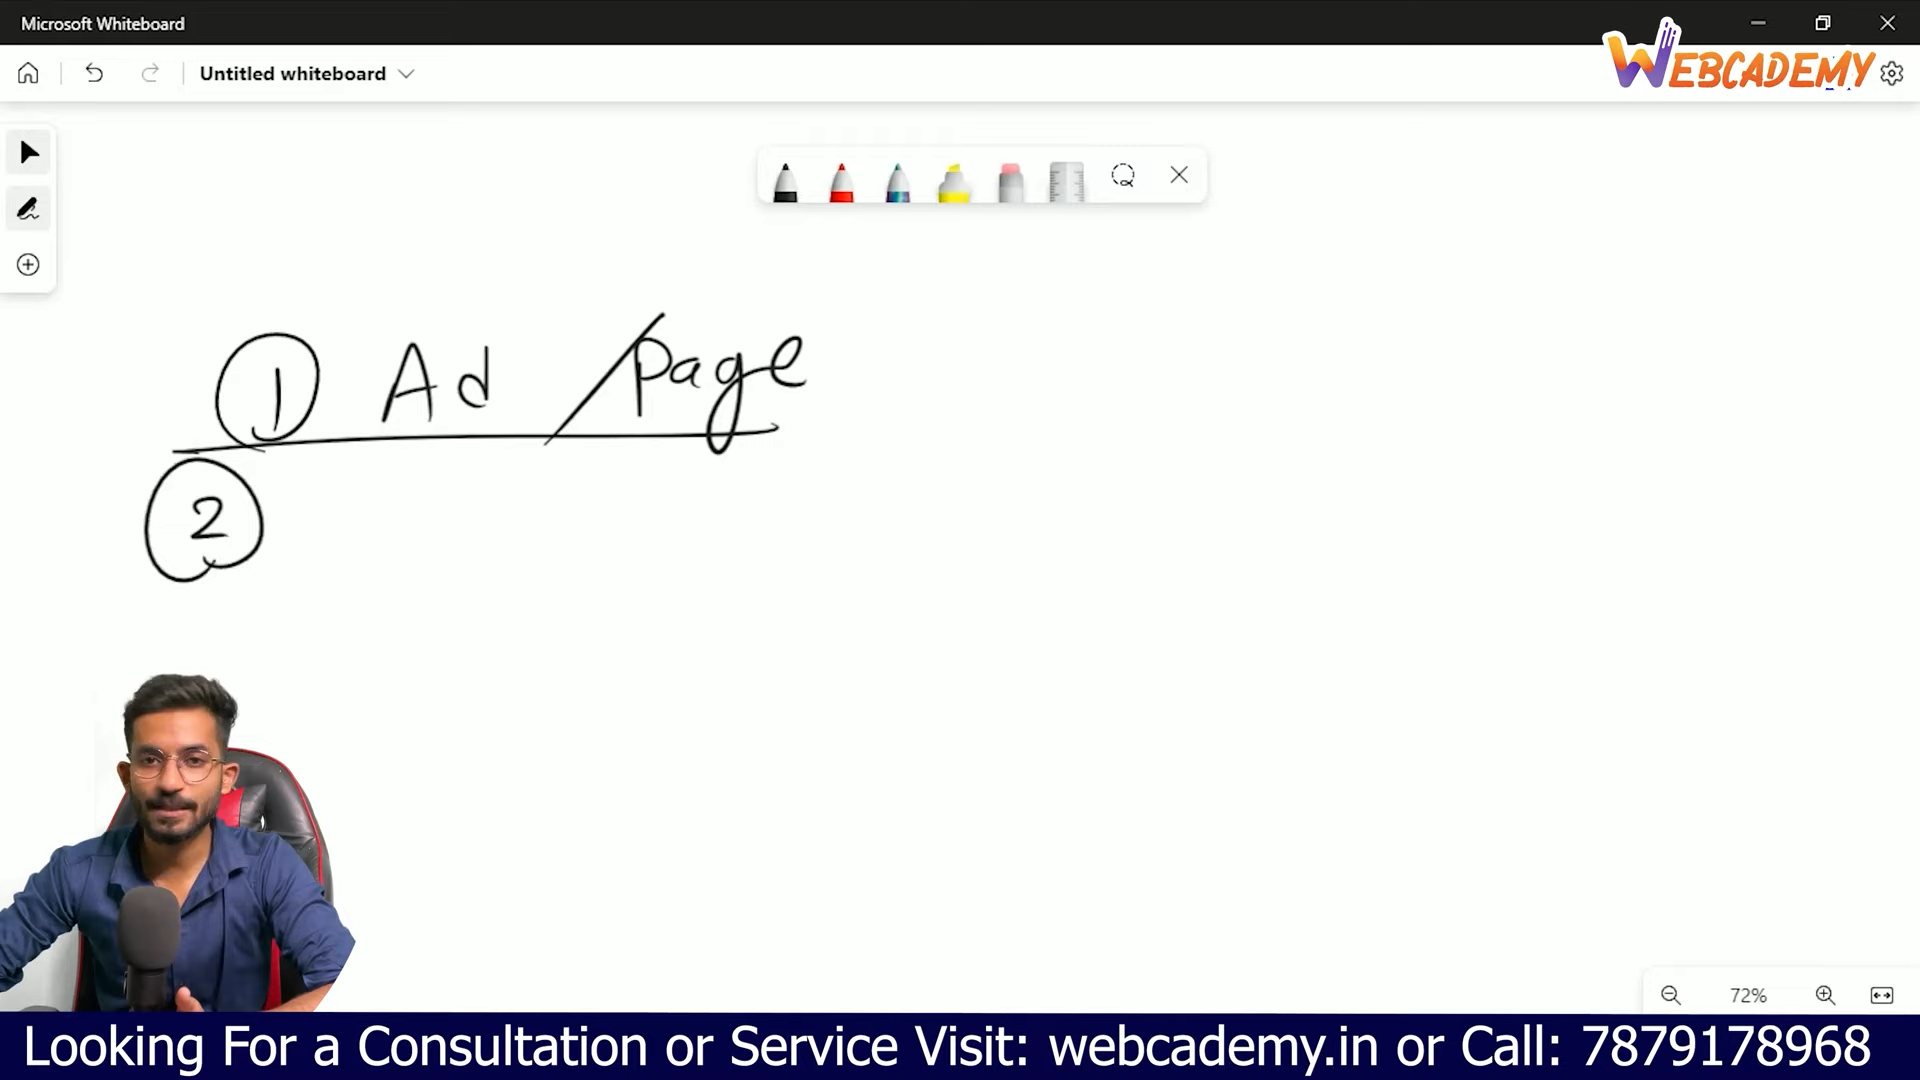 Microsoft Whiteboard
Untitled whiteboard
WEBCADEMY
1 Ad / Page
2
72%
Looking For a Consultation or Service Visit: webcademy.in or Call: 7879178968